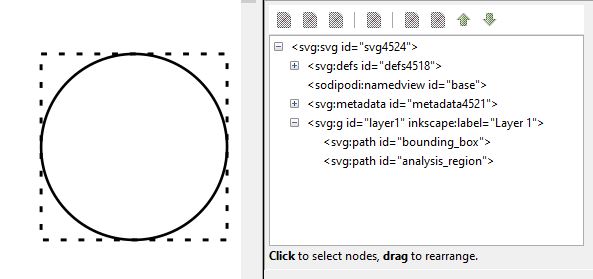 <svg:svg id="svg4524">
<svg:defs id="defs4518">
<sodipodi:namedview id="base">
<svg:metadata id="metadata4521">
<svg:g id="layer1" inkscape:label="Layer 1">
<svg:path id="bounding_box">
<svg:path id="analysis_region">
Click to select nodes, drag to rearrange.